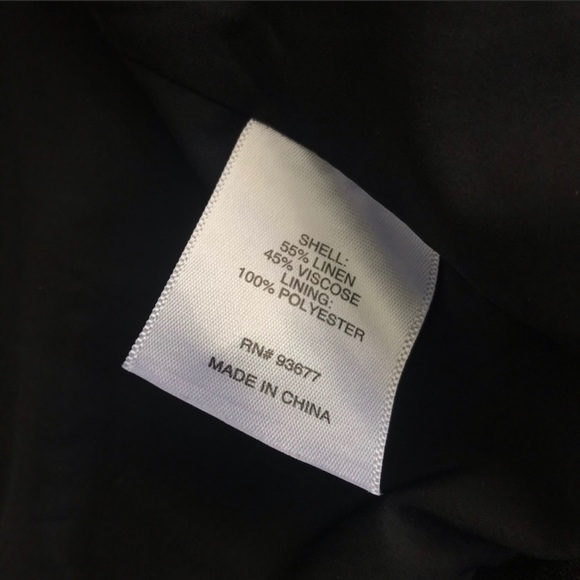 SHELL:
55% LINEN
45% VISCOSE
LINING:
100% POLYESTER
RN# 93677
MADE IN CHINA